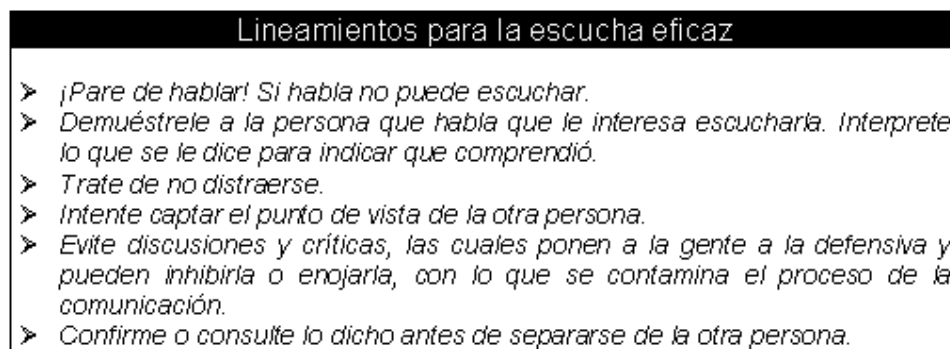 Lineamientos para la escucha eficaz
➤ ¡Pare de hablar! Si habla no puede escuchar.
➤ Demuéstrele a la persona que habla que le interesa escucharla. Interprete
lo que se le dice para indicar que comprendió.
➤ Trate de no distraerse.
➤ Intente captar el punto de vista de la otra persona.
➤ Evite discusiones y críticas, las cuales ponen a la gente a la defensiva y
pueden inhibirla o enojarla, con lo que se contamina el proceso de la
comunicación.
➤ Confirme o consulte lo dicho antes de separarse de la otra persona.